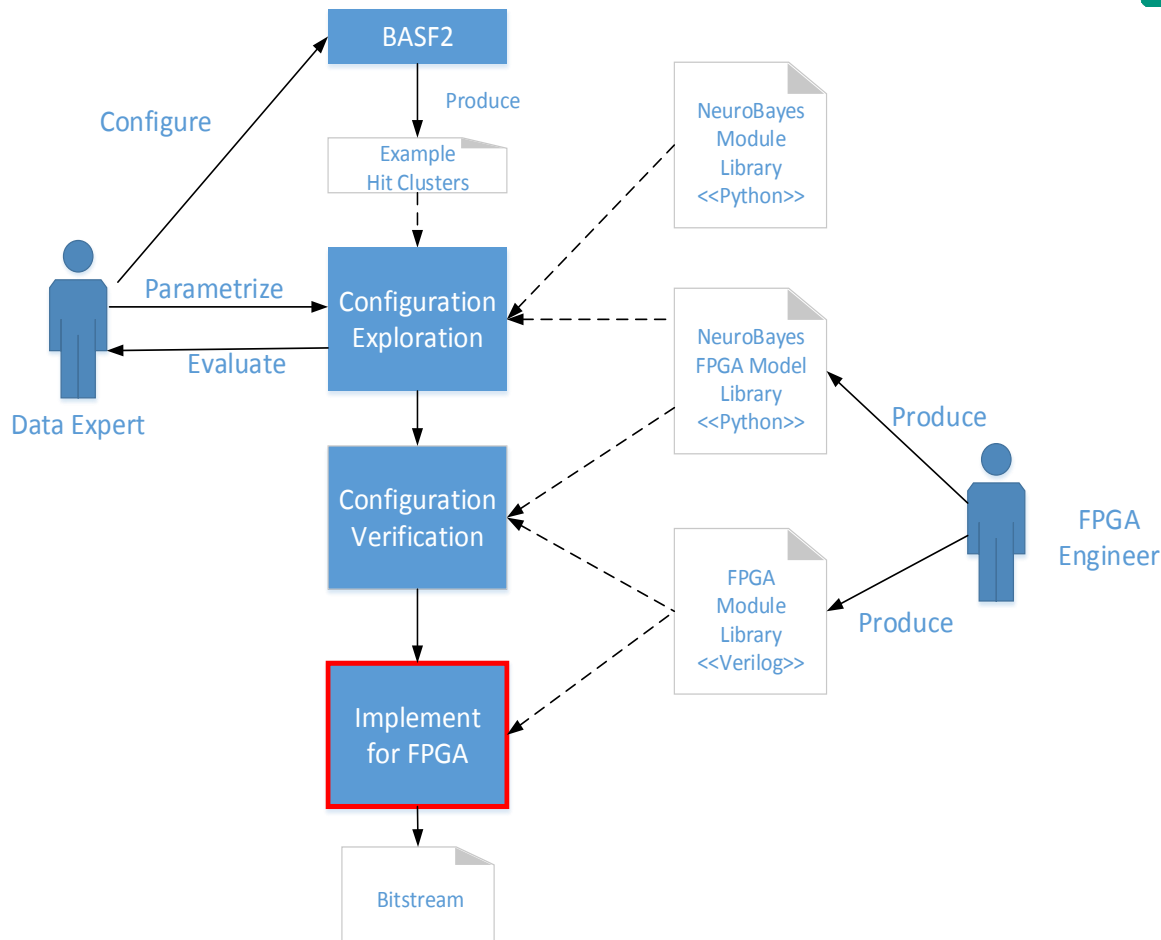 BASF2
Produce
Configure
Example
Hit Clusters
NeuroBayes
Module
Library
<<Python>>
Parametrize
Evaluate
Data Expert
Configuration
Exploration
NeuroBayes
FPGA Model
Library
<<Python>>
Produce
Configuration
Verification
FPGA
Engineer
FPGA
Module
Library
<<Verilog>>
Produce
Implement
for FPGA
Bitstream